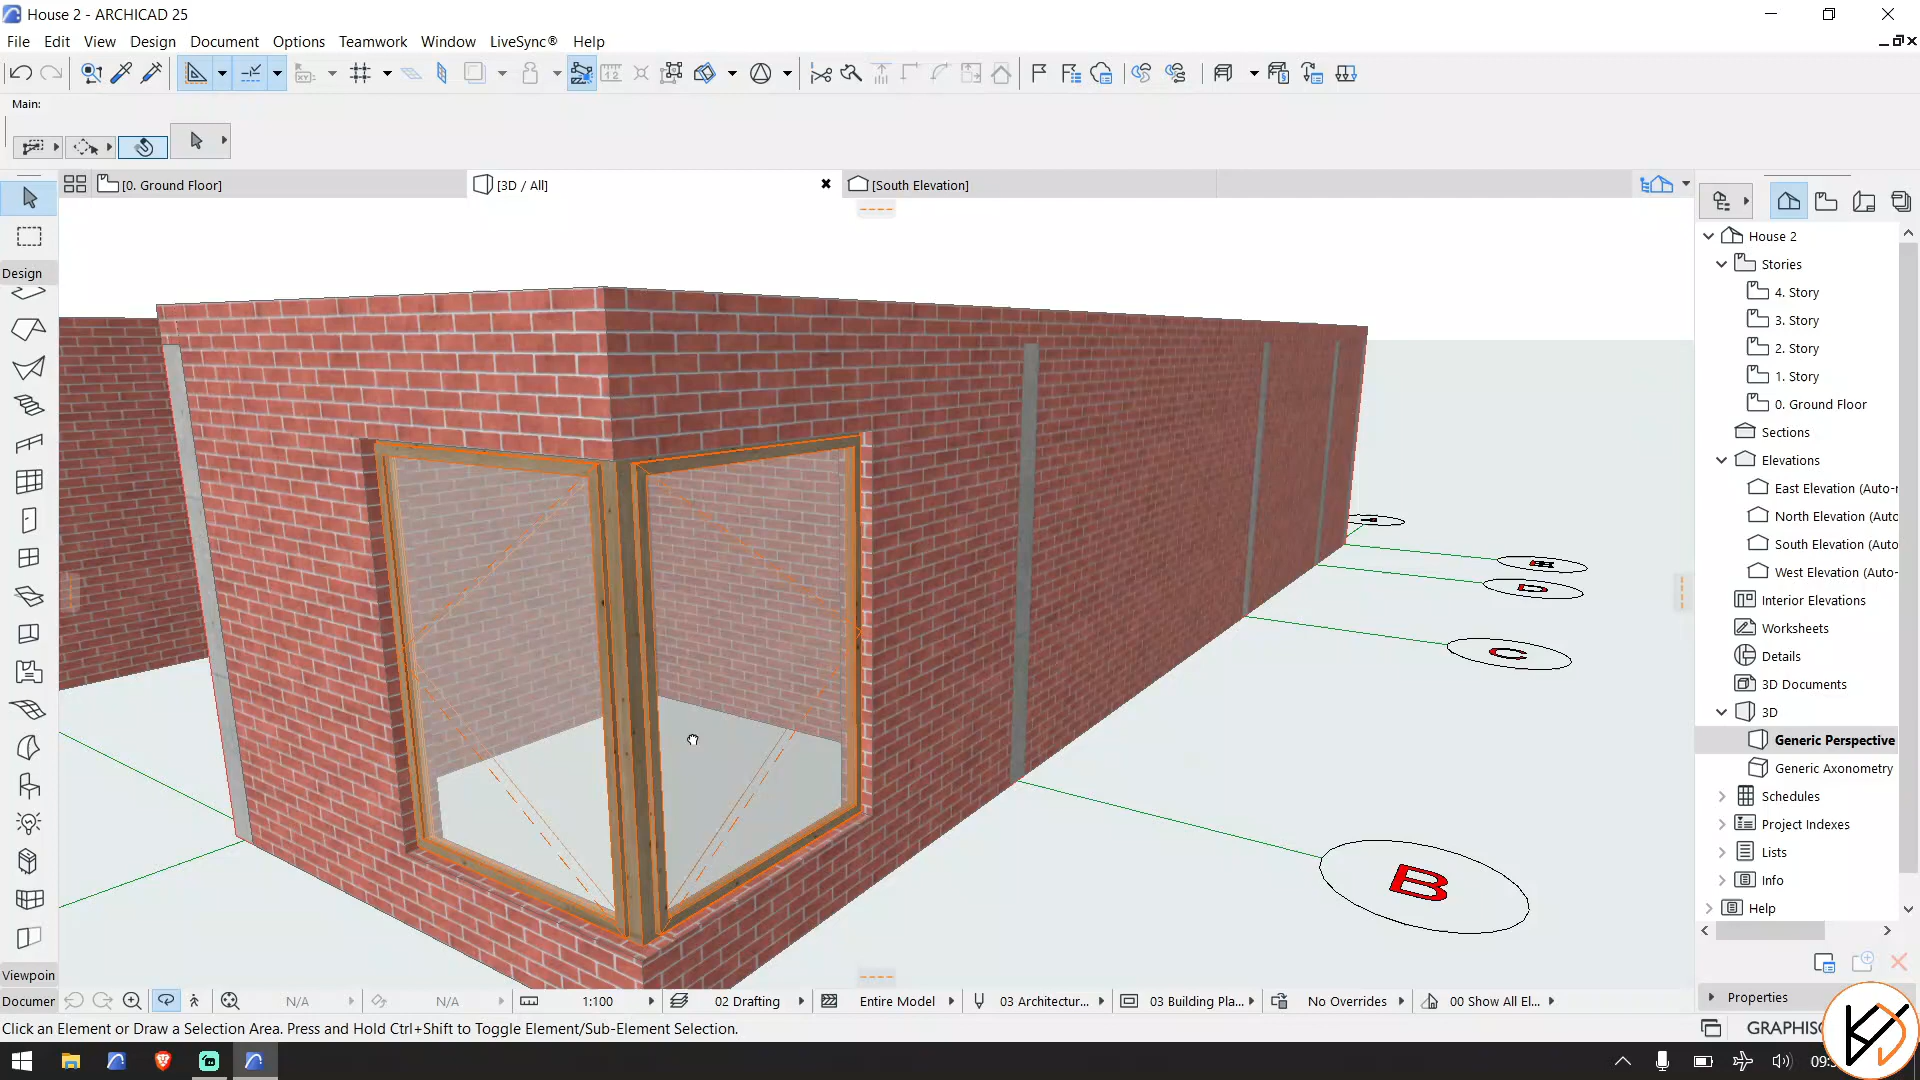 House 2 - ARCHICAD 25
File Edit View Design Document Options Teamwork Window LiveSync® Help
Main:
[0. Ground Floor]
[3D / All]
[South Elevation]
Design
Viewpoin
Documer
House 2
Stories
4. Story
3. Story
2. Story
1. Story
0. Ground Floor
Sections
Elevations
East Elevation (Auto-r
North Elevation (Autc
South Elevation (Auto
West Elevation (Auto-
Interior Elevations
Worksheets
Details
3D Documents
3D
Generic Perspective
Generic Axonometry
Schedules
Project Indexes
Lists
Info
Help
Properties
D
C
B
N/A
N/A
1:100
02 Drafting
Entire Model
03 Architectur...
03 Building Pla...
No Overrides
00 Show All El...
Click an Element or Draw a Selection Area. Press and Hold Ctrl+Shift to Toggle Element/Sub-Element Selection.
GRAPHISO
09: